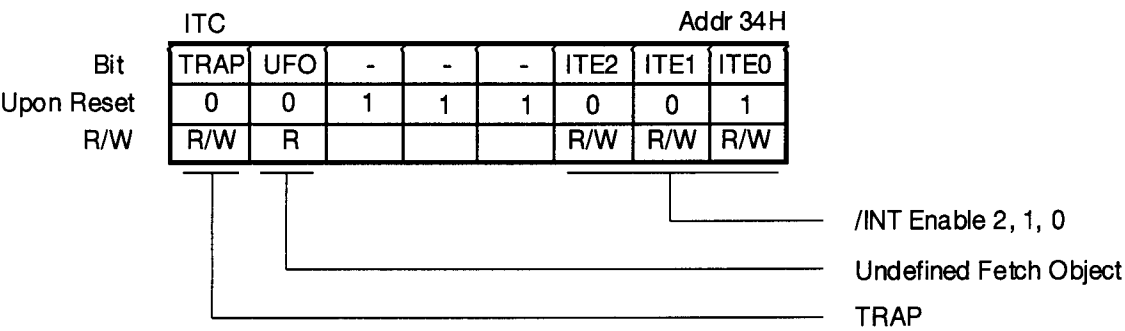 ITC Addr 34H
Bit TRAP UFO - - - ITE2 ITE1 ITE0
Upon Reset 0 0 1 1 1 0 0 1
R/W R/W R R/W R/W R/W
/INT Enable 2, 1, 0
Undefined Fetch Object
TRAP